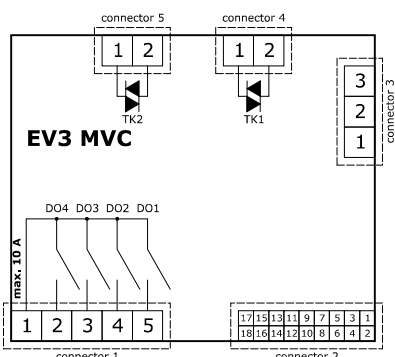 connector 5
connector 4
1 2
1 2
TK2
TK1
3
2
1
connector 3
EV3 MVC
DO4 DO3 DO2 DO1
max. 10 A
1 2 3 4 5
17 15 13 11 9 7 5 3 1
18 16 14 12 10 8 6 4 2
connector 1
connector 2